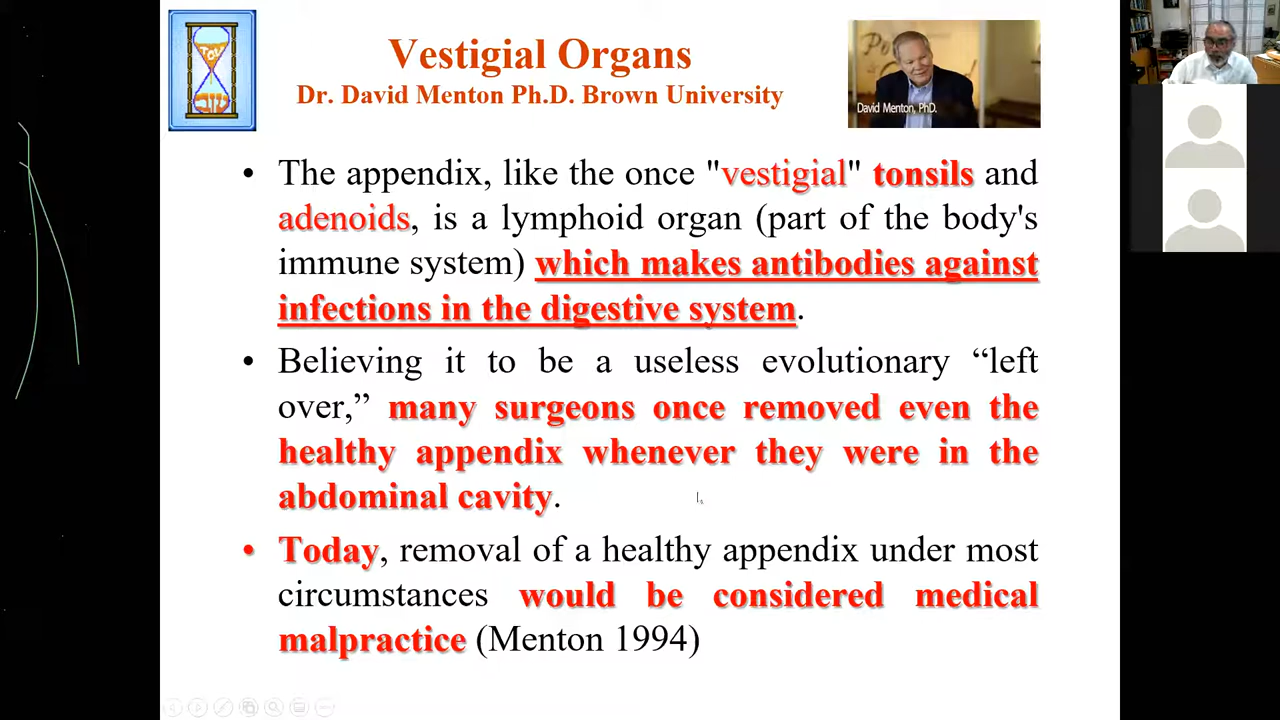 Vestigial Organs
Dr. David Menton Ph.D. Brown University
David Menton, PhD.
• The appendix, like the once "vestigial" tonsils and
adenoids, is a lymphoid organ (part of the body's
immune system) which makes antibodies against
infections in the digestive system.
• Believing it to be a useless evolutionary “left
over,” many surgeons once removed even the
healthy appendix whenever they were in the
abdominal cavity.
• Today, removal of a healthy appendix under most
circumstances would be considered medical
malpractice (Menton 1994)